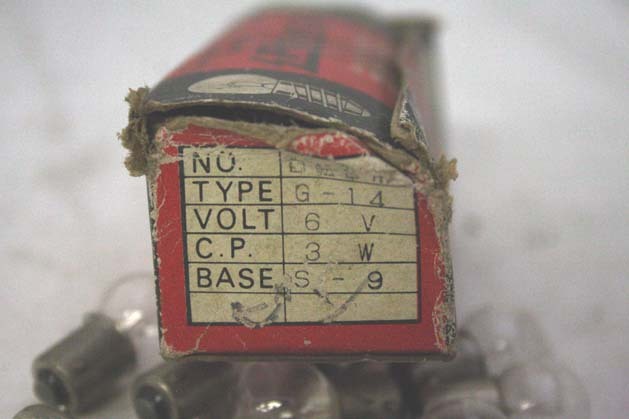 NO.
TYPE G-14
VOLT 6 V
C.P. 3 W
BASE S-9